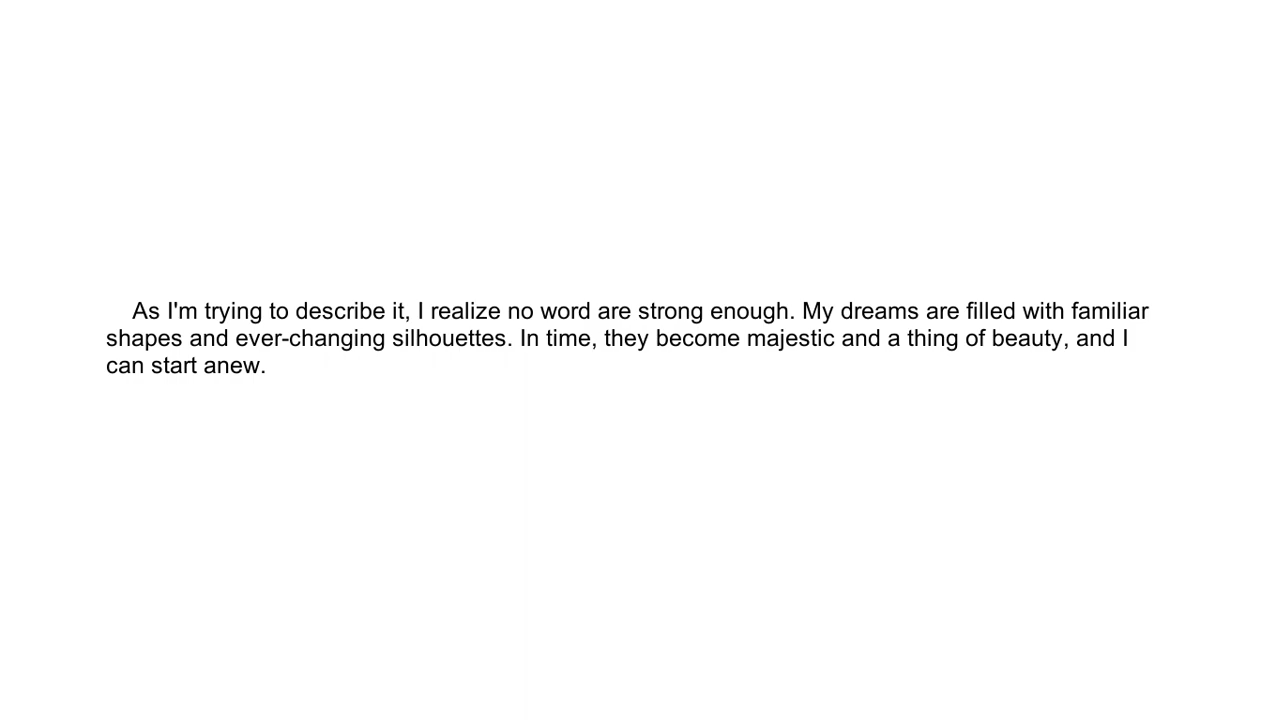 As I'm trying to describe it, I realize no word are strong enough. My dreams are filled with familiar
shapes and ever-changing silhouettes. In time, they become majestic and a thing of beauty, and I
can start anew.